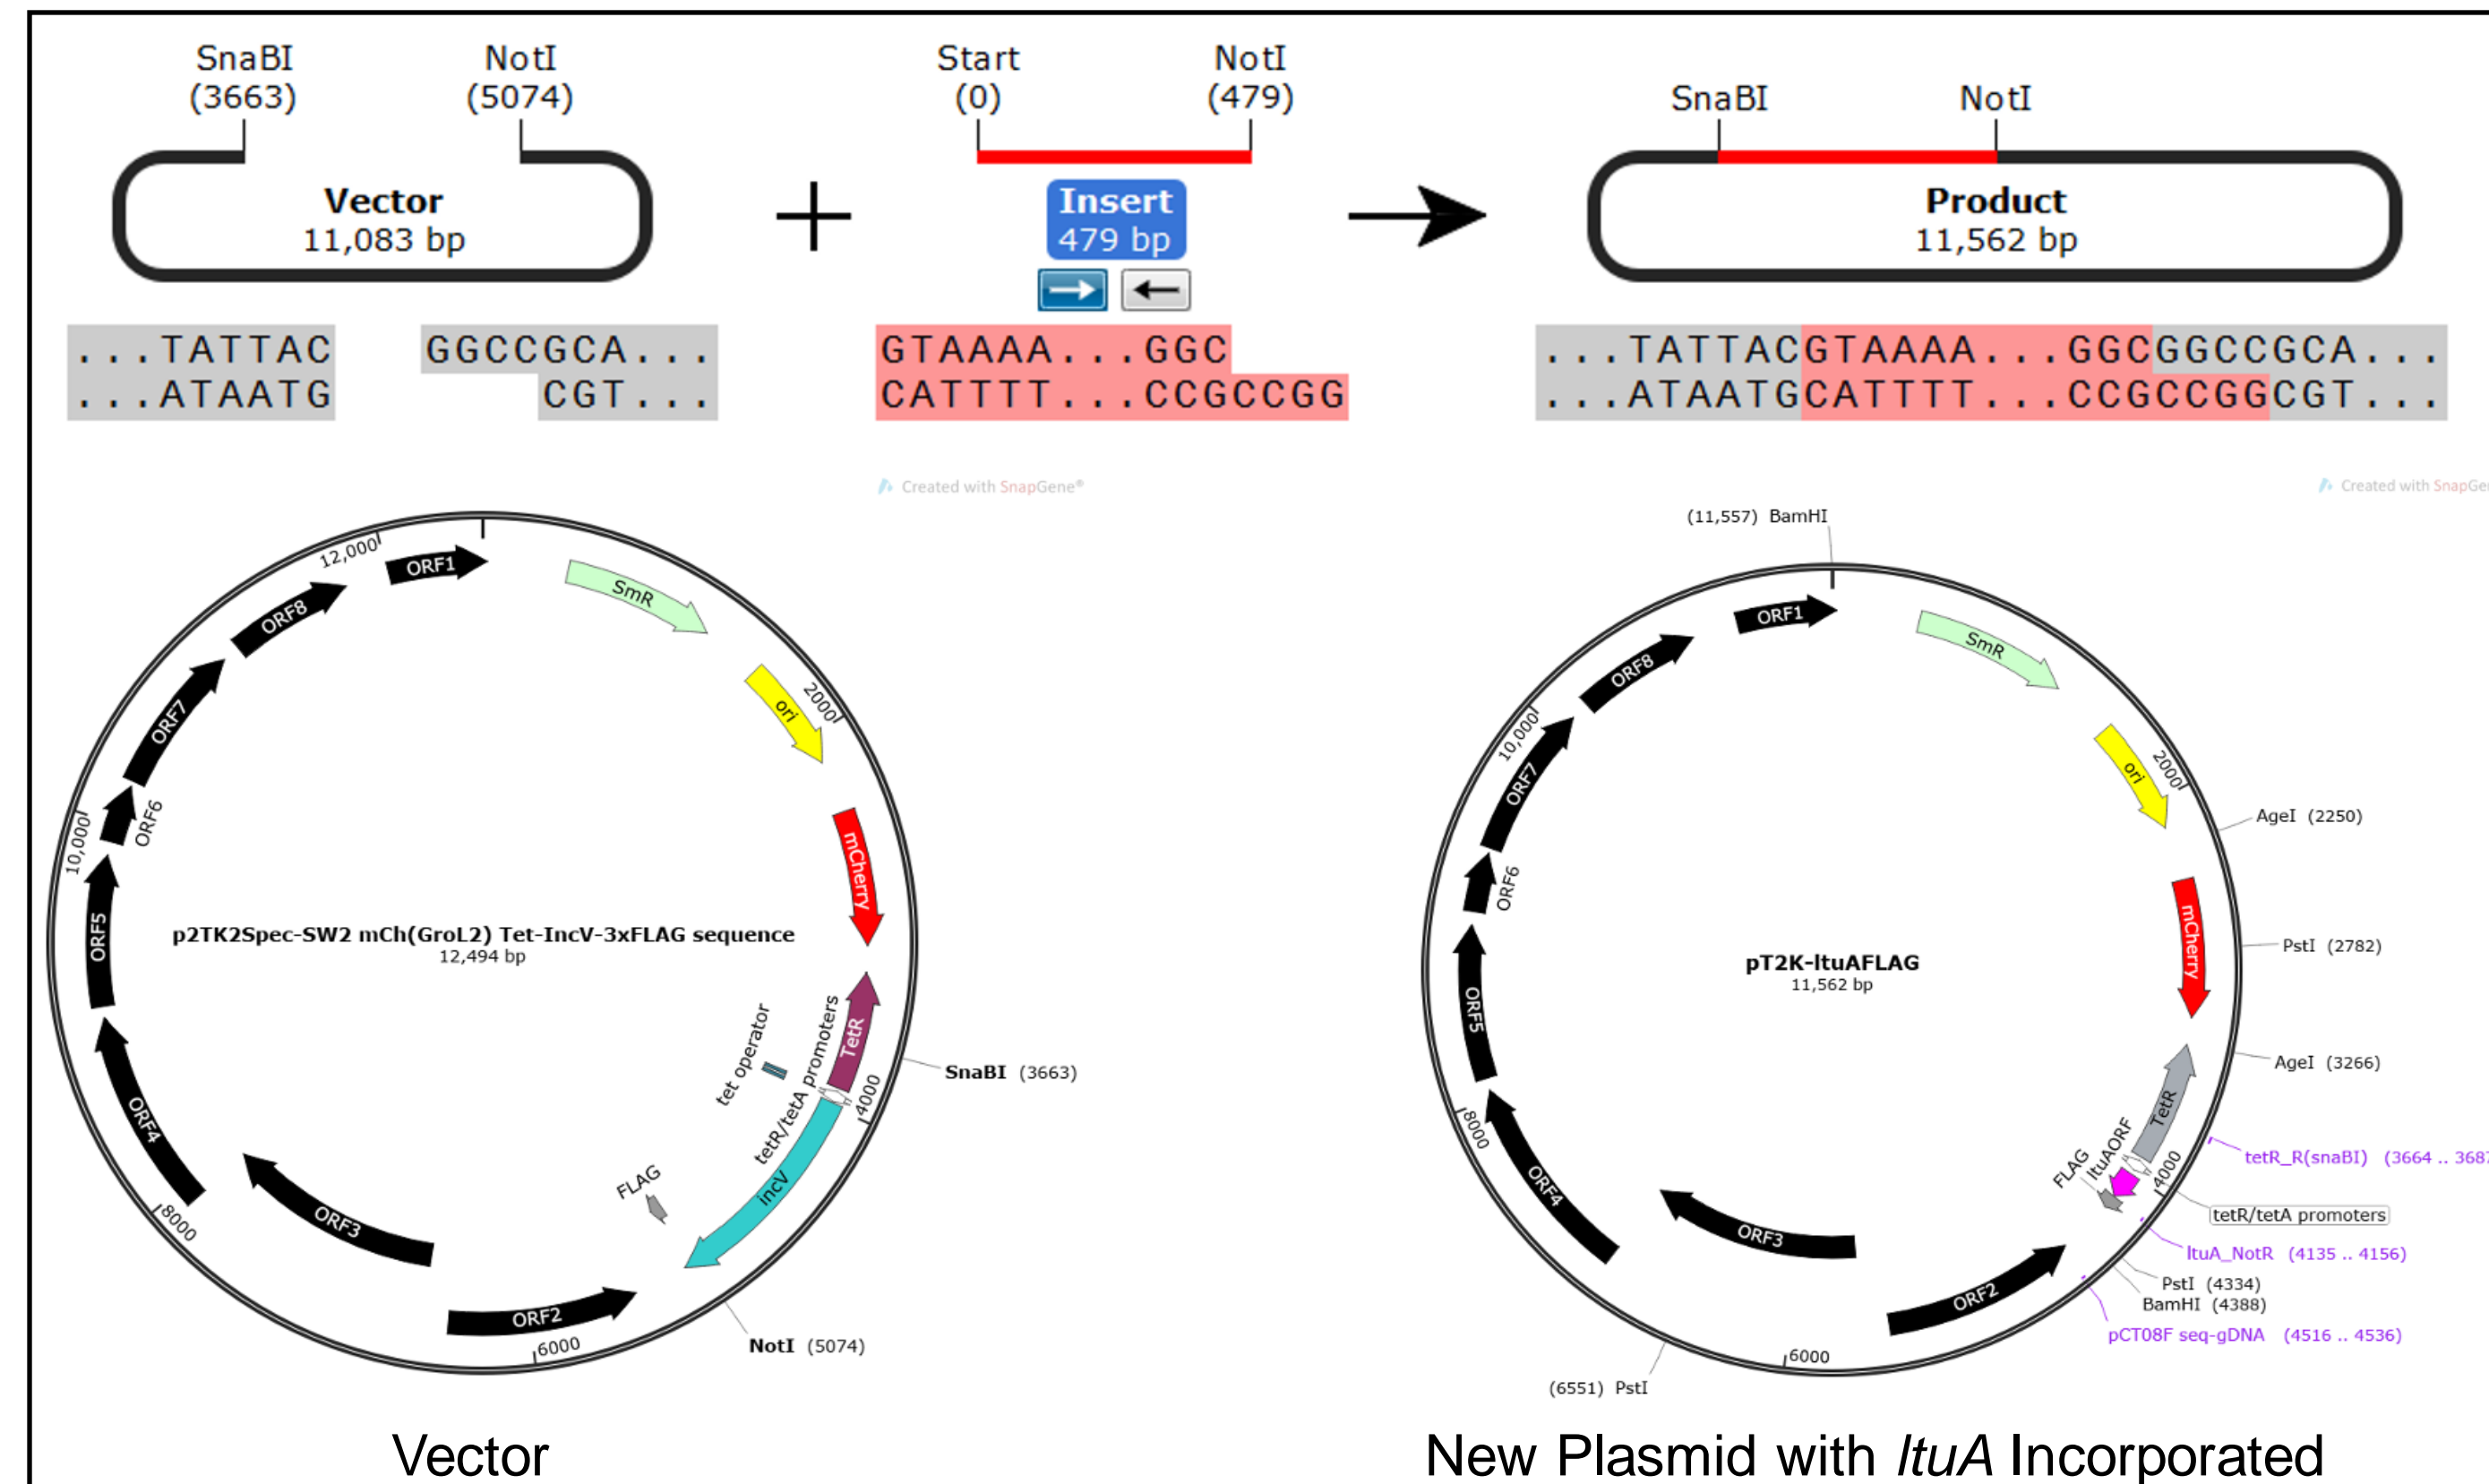 SnaBI
(3663)
NotI
(5074)
Start
(0)
NotI
(479)
SnaBI
NotI
Vector
11,083 bp
Insert
479 bp
Product
11,562 bp
...TATTAC
...ATAATG
GGCCGCA...
CGT...
GTAAAA...GGC
CATTTT...CCGCCGG
...TATTACGTAAAA...GGCGGCCGCA...
...ATAATGCATTTT...CCGCCGGCGT...
Created with SnapGene®
Created with SnapGe
12,000
ORF1
SmR
ORF8
ori
2000
ORF7
mCherry
ORF6
10,000
ORF5
p2TK2Spec-SW2 mCh(GroL2) Tet-IncV-3xFLAG sequence
12,494 bp
TetR
tet operator
tetR/tetA promoters
SnaBI (3663)
4000
ORF4
incV
FLAG
ORF3
8000
ORF2
6000
NotI (5074)
Vector
(11,557) BamHI
ORF1
SmR
ORF8
10,000
ori
2000
ORF7
AgeI (2250)
mCherry
ORF6
PstI (2782)
pT2K-ltuAFLAG
11,562 bp
ORF5
AgeI (3266)
TetR
8000
ltuAORF
FLAG
tetR_R(snaBI) (3664 .. 3687
4000
tetR/tetA promoters
ORF4
ORF3
ltuA_NotR (4135 .. 4156)
PstI (4334)
BamHI (4388)
ORF2
pCT08F seq-gDNA (4516 .. 4536)
6000
(6551) PstI
New Plasmid with ltuA Incorporated